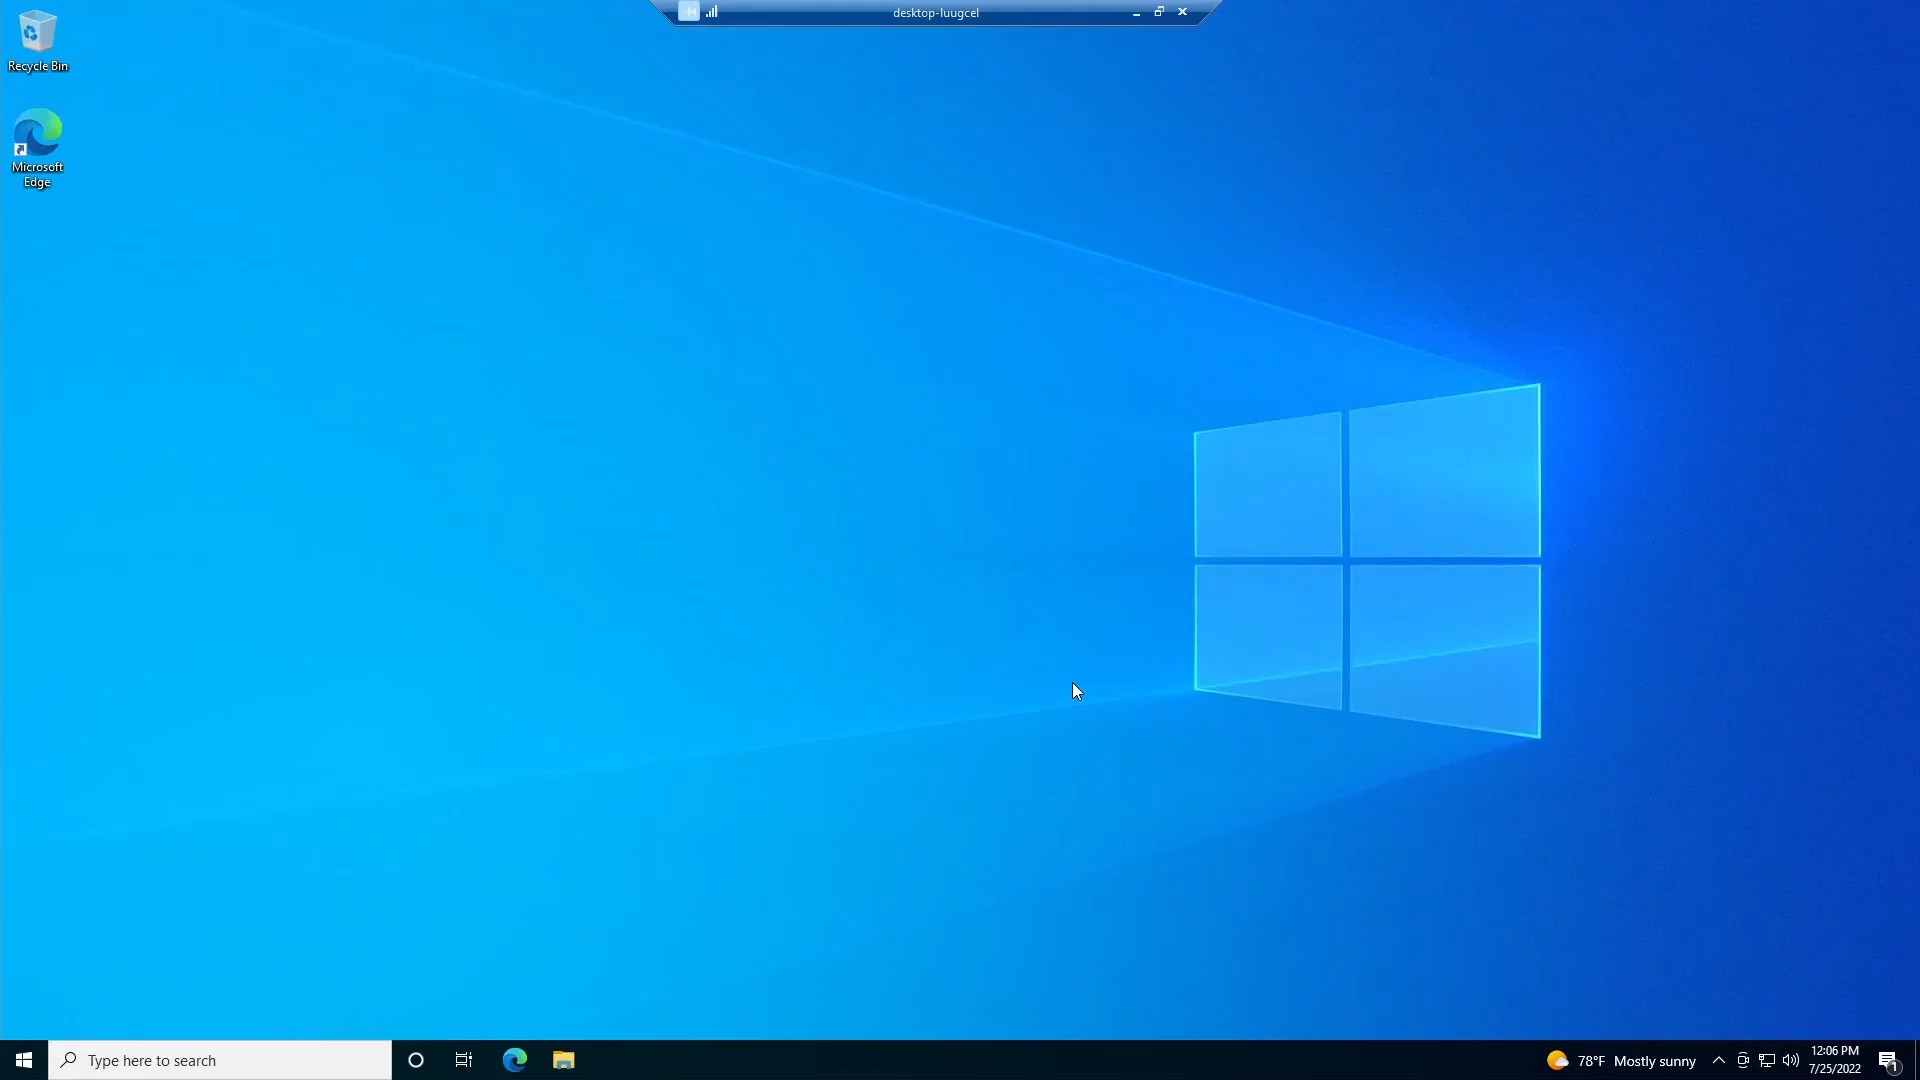 desktop-luugcel
Recycle Bin
Microsoft
Edge
Type here to search
78°F Mostly sunny
12:06 PM
7/25/2022
1